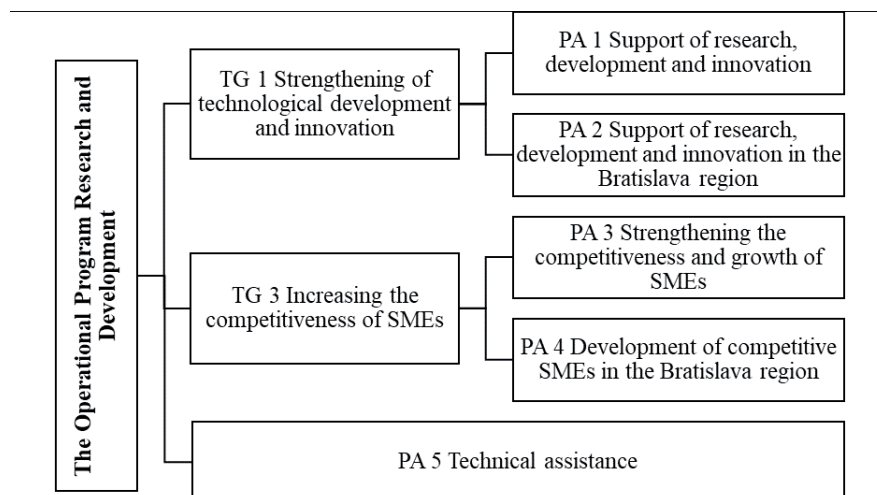 The Operational Program Research and
Development
TG 1 Strengthening of
technological development
and innovation
PA 1 Support of research,
development and innovation
PA 2 Support of research,
development and innovation in the
Bratislava region
TG 3 Increasing the
competitiveness of SMEs
PA 3 Strengthening the
competitiveness and growth of
SMEs
PA 4 Development of competitive
SMEs in the Bratislava region
PA 5 Technical assistance